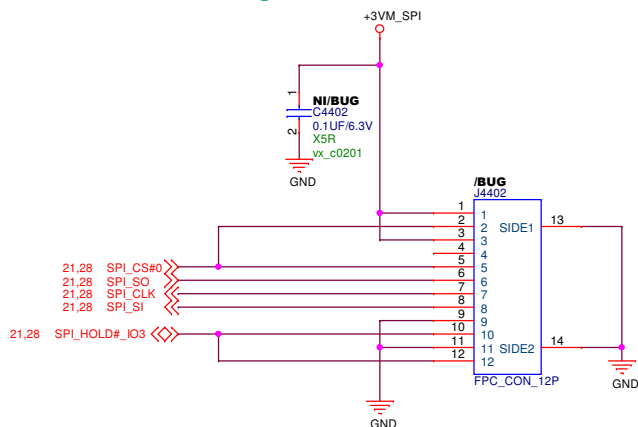 +3VM_SPI
1
NI/BUG
C4402
0.1UF/6.3V
2
X5R
vx_c0201
GND
/BUG
J4402
1 1
2 2 SIDE1 13
3 3
4 4
21,28 SPI_CS#0 5 5
21,28 SPI_SO 6 6
21,28 SPI_CLK 7 7
21,28 SPI_SI 8 8
9 9
21,28 SPI_HOLD#_IO3 10 10
11 11 SIDE2 14
12 12
FPC_CON_12P
GND
GND